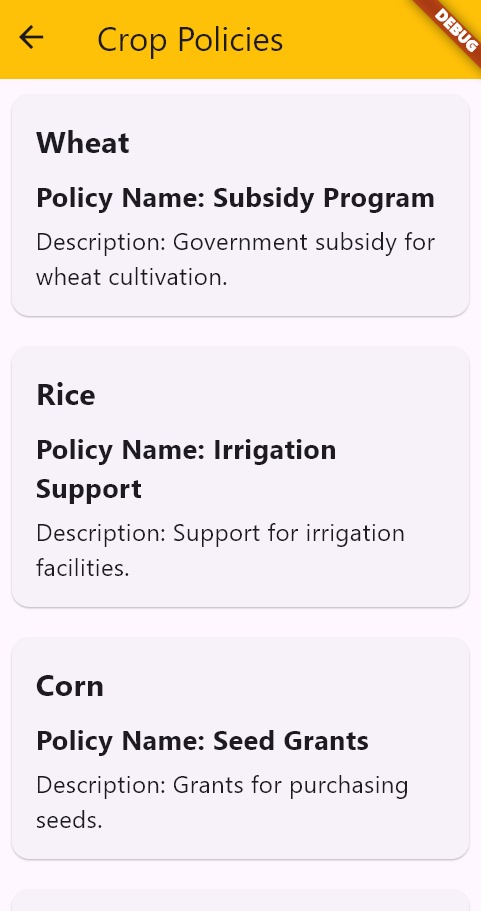 Crop Policies
DEBUG
Wheat
Policy Name: Subsidy Program
Description: Government subsidy for
wheat cultivation.
Rice
Policy Name: Irrigation
Support
Description: Support for irrigation
facilities.
Corn
Policy Name: Seed Grants
Description: Grants for purchasing
seeds.